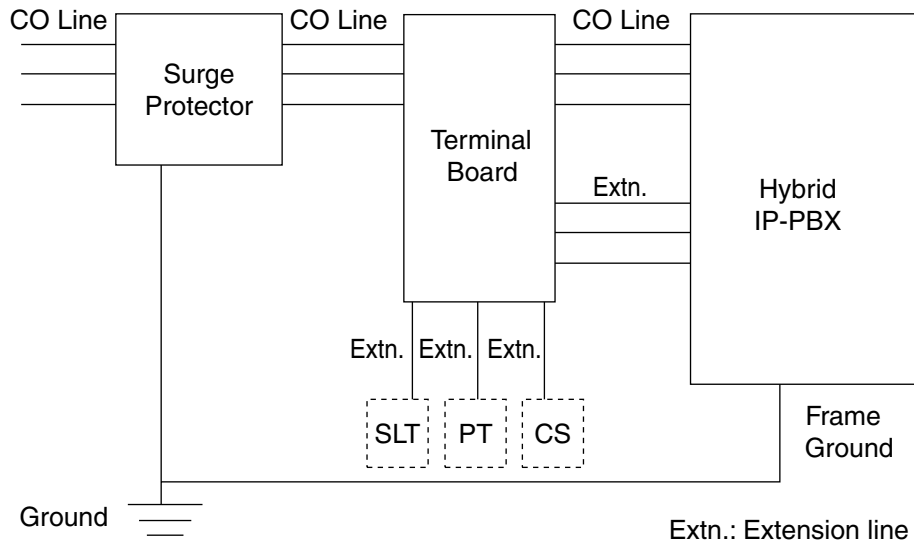 CO Line
CO Line
CO Line
Surge
Protector
Terminal
Board
Extn.
Hybrid
IP-PBX
Extn.
Extn.
Extn.
SLT
PT
CS
Frame
Ground
Ground
Extn.: Extension line